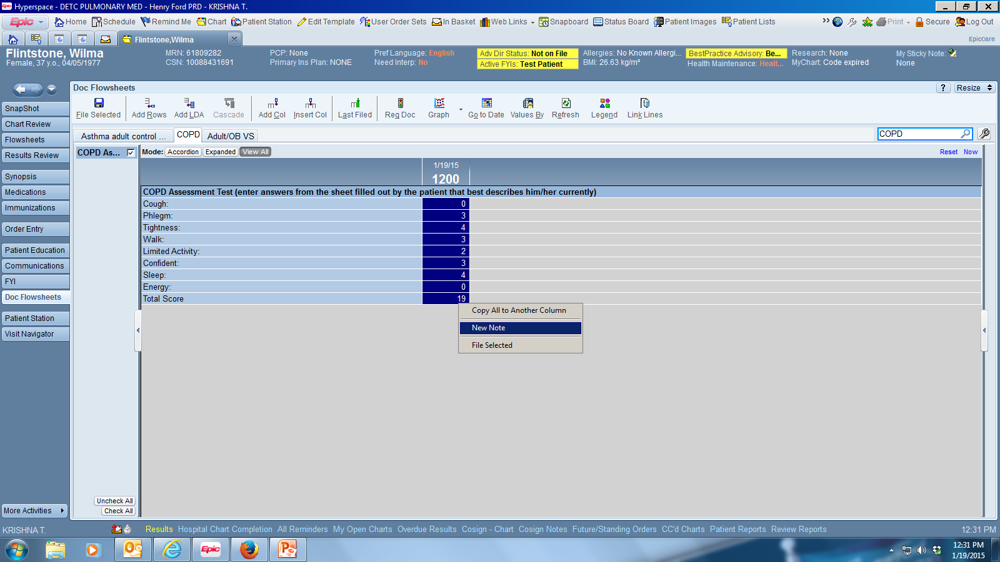 Hyperspace - DETC PULMONARY MED - Henry Ford PRD - KRISHNA T.
Epic Home Schedule Remind Me Chart Patient Station Edit Template User Order Sets In Basket Web Links Snapboard Status Board Patient Images Patient Lists Print Secure Log Out
Flintstone,Wilma
EpicCare
Flintstone, Wilma
Female, 37 y.o., 04/05/1977
MRN: 61809282
CSN: 10088431691
PCP: None
Primary Ins Plan: NONE
Pref Language: English
Need Interp: No
Adv Dir Status: Not on File
Active FYIs: Test Patient
Allergies: No Known Allergi...
BMI: 26.63 kg/m²
BestPractice Advisory: Be...
Health Maintenance: Healt...
Research: None
MyChart: Code expired
My Sticky Note:
None
SnapShot
Chart Review
Flowsheets
Results Review
Synopsis
Medications
Immunizations
Order Entry
Patient Education
Communications
FYI
Doc Flowsheets
Patient Station
Visit Navigator
More Activities
Doc Flowsheets
? Resize
File Selected Add Rows Add LDA Cascade Add Col Insert Col Last Filed Reg Doc Graph Go to Date Values By Refresh Legend Link Lines
Asthma adult control ... COPD Adult/OB VS
COPD
COPD As...
Mode: Accordion Expanded View All
Reset Now
1/19/15
1200
COPD Assessment Test (enter answers from the sheet filled out by the patient that best describes him/her currently)
Cough: 0
Phlegm: 3
Tightness: 4
Walk: 3
Limited Activity: 2
Confident: 3
Sleep: 4
Energy: 0
Total Score 19
Copy All to Another Column
New Note
File Selected
Uncheck All
Check All
KRISHNA T.
Results Hospital Chart Completion All Reminders My Open Charts Overdue Results Cosign - Chart Cosign Notes Future/Standing Orders CC'd Charts Patient Reports Review Reports
12:31 PM
Epic
12:31 PM
1/19/2015